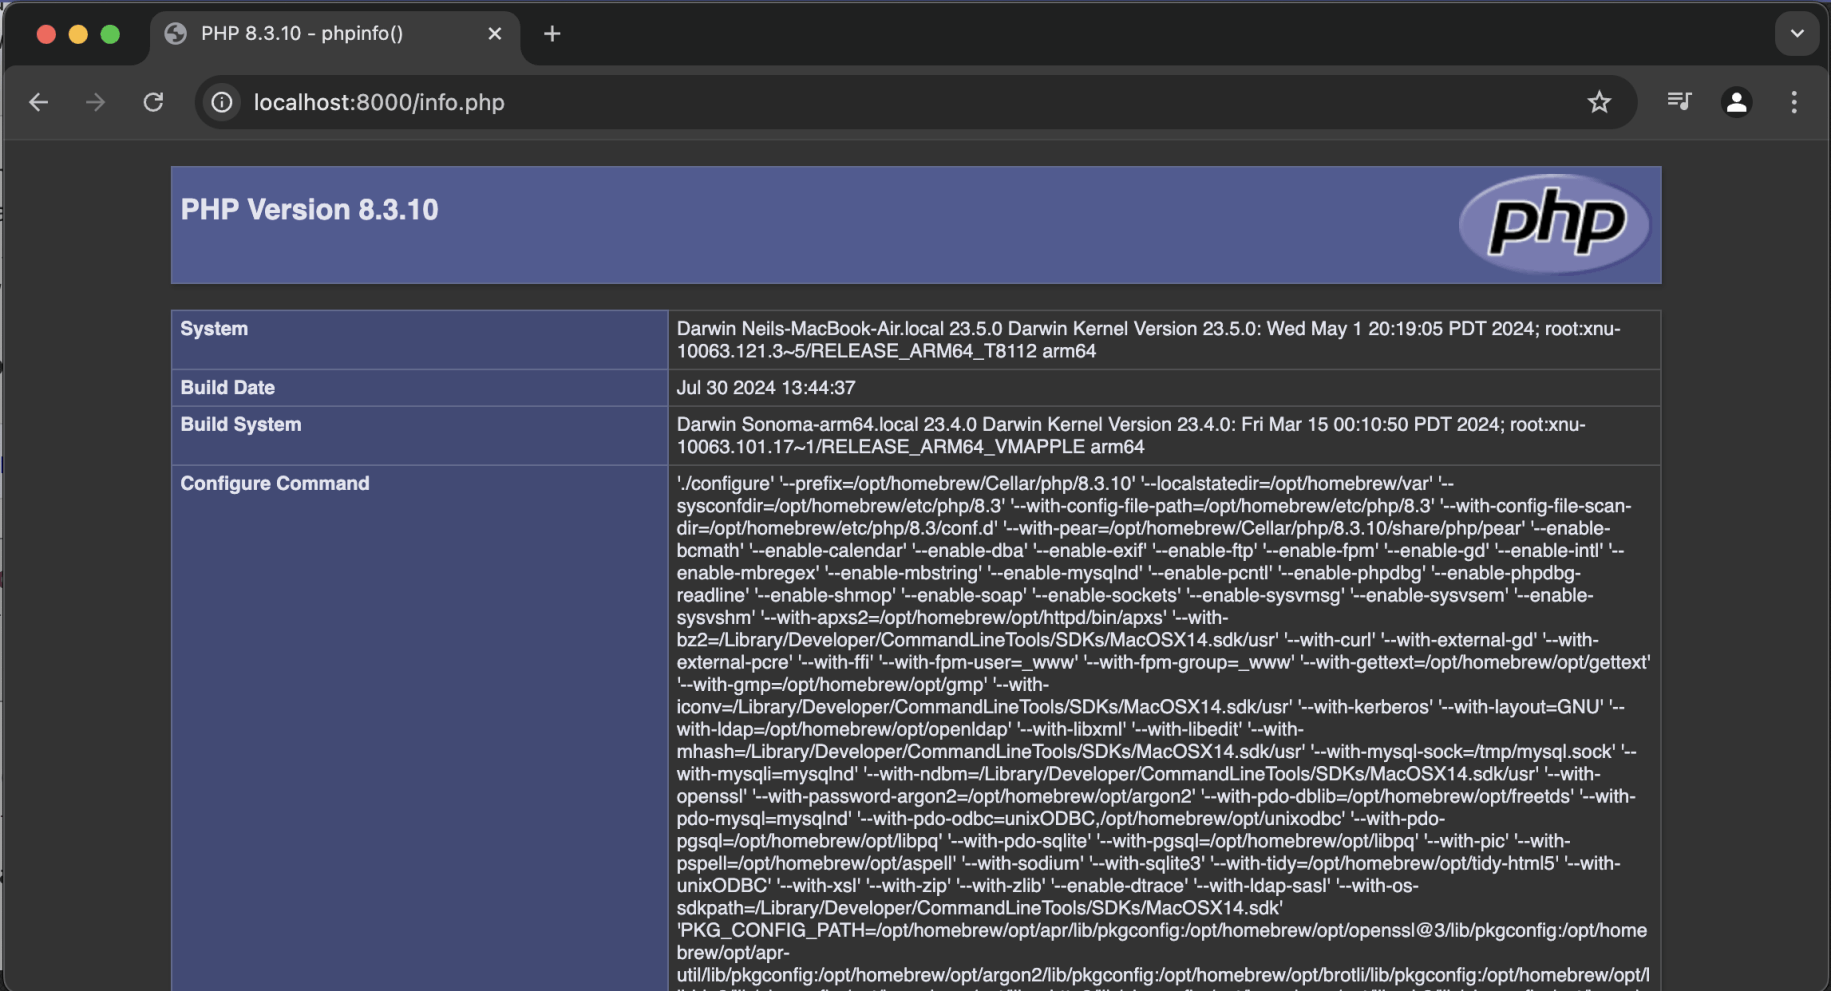 PHP 8.3.10 - phpinfo()
localhost:8000/info.php
PHP Version 8.3.10
php
System
Darwin Neils-MacBook-Air.local 23.5.0 Darwin Kernel Version 23.5.0: Wed May 1 20:19:05 PDT 2024; root:xnu-
10063.121.3~5/RELEASE_ARM64_T8112 arm64
Build Date
Jul 30 2024 13:44:37
Build System
Darwin Sonoma-arm64.local 23.4.0 Darwin Kernel Version 23.4.0: Fri Mar 15 00:10:50 PDT 2024; root:xnu-
10063.101.17~1/RELEASE_ARM64_VMAPPLE arm64
Configure Command
'./configure' '--prefix=/opt/homebrew/Cellar/php/8.3.10' '--localstatedir=/opt/homebrew/var' '--
sysconfdir=/opt/homebrew/etc/php/8.3' '--with-config-file-path=/opt/homebrew/etc/php/8.3' '--with-config-file-scan-
dir=/opt/homebrew/etc/php/8.3/conf.d' '--with-pear=/opt/homebrew/Cellar/php/8.3.10/share/php/pear' '--enable-
bcmath' '--enable-calendar' '--enable-dba' '--enable-exif' '--enable-ftp' '--enable-fpm' '--enable-gd' '--enable-intl' '--
enable-mbregex' '--enable-mbstring' '--enable-mysqlnd' '--enable-pcntl' '--enable-phpdbg' '--enable-phpdbg-
readline' '--enable-shmop' '--enable-soap' '--enable-sockets' '--enable-sysvmsg' '--enable-sysvsem' '--enable-
sysvshm' '--with-apxs2=/opt/homebrew/opt/httpd/bin/apxs' '--with-
bz2=/Library/Developer/CommandLineTools/SDKs/MacOSX14.sdk/usr' '--with-curl' '--with-external-gd' '--with-
external-pcre' '--with-ffi' '--with-fpm-user=_www' '--with-fpm-group=_www' '--with-gettext=/opt/homebrew/opt/gettext'
'--with-gmp=/opt/homebrew/opt/gmp' '--with-
iconv=/Library/Developer/CommandLineTools/SDKs/MacOSX14.sdk/usr' '--with-kerberos' '--with-layout=GNU' '--
with-ldap=/opt/homebrew/opt/openldap' '--with-libxml' '--with-libedit' '--with-
mhash=/Library/Developer/CommandLineTools/SDKs/MacOSX14.sdk/usr' '--with-mysql-sock=/tmp/mysql.sock' '--
with-mysqli=mysqlnd' '--with-ndbm=/Library/Developer/CommandLineTools/SDKs/MacOSX14.sdk/usr' '--with-
openssl' '--with-password-argon2=/opt/homebrew/opt/argon2' '--with-pdo-dblib=/opt/homebrew/opt/freetds' '--with-
pdo-mysql=mysqlnd' '--with-pdo-odbc=unixODBC,/opt/homebrew/opt/unixodbc' '--with-pdo-
pgsql=/opt/homebrew/opt/libpq' '--with-pdo-sqlite' '--with-pgsql=/opt/homebrew/opt/libpq' '--with-pic' '--with-
pspell=/opt/homebrew/opt/aspell' '--with-sodium' '--with-sqlite3' '--with-tidy=/opt/homebrew/opt/tidy-html5' '--with-
unixODBC' '--with-xsl' '--with-zip' '--with-zlib' '--enable-dtrace' '--with-ldap-sasl' '--with-os-
sdkpath=/Library/Developer/CommandLineTools/SDKs/MacOSX14.sdk'
'PKG_CONFIG_PATH=/opt/homebrew/opt/apr/lib/pkgconfig:/opt/homebrew/opt/openssl@3/lib/pkgconfig:/opt/home
brew/opt/apr-
util/lib/pkgconfig:/opt/homebrew/opt/argon2/lib/pkgconfig:/opt/homebrew/opt/brotli/lib/pkgconfig:/opt/homebrew/opt/l